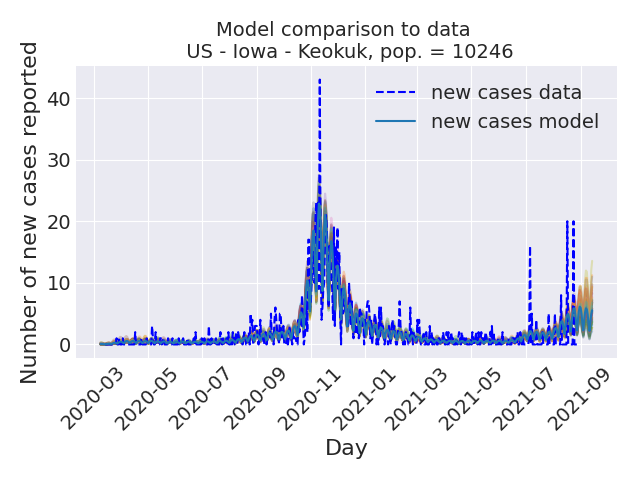 Model comparison to data
US - Iowa - Keokuk, pop. = 10246
Number of new cases reported
40
30
20
10
0
new cases data
new cases model
2020-03
2020-05
2020-07
2020-09
2020-11
2021-01
2021-03
2021-05
2021-07
2021-09
Day